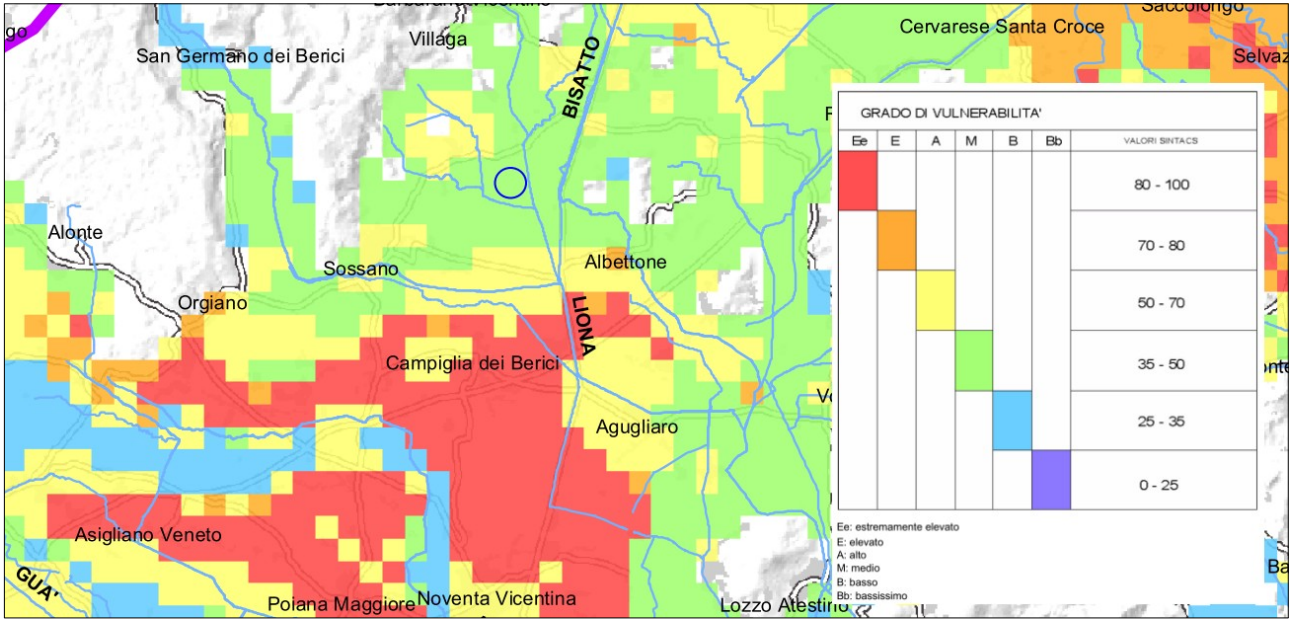 Saccolongo
go
Villaga
Cervarese Santa Croce
San Germano dei Berici
Selvaz
BISATTO
GRADO DI VULNERABILITA'
Ee E A M B Bb VALORI SINTACS
80 - 100
70 - 80
50 - 70
35 - 50
25 - 35
0 - 25
Alonte
Sossano
Albettone
Orgiano
LIONA
Campiglia dei Berici
Agugliaro
Asigliano Veneto
GUA'
Ee: estremamente elevato
E: elevato
A: alto
M: medio
B: basso
Bb: bassissimo
Ba
Poiana Maggiore
Noventa Vicentina
Lozzo Atestino